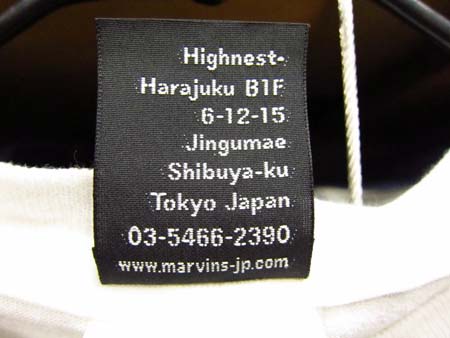 Highnest-
Harajuku B1F
6-12-15
Jingumae
Shibuya-ku
Tokyo Japan
03-5466-2390
www.marvins-jp.com